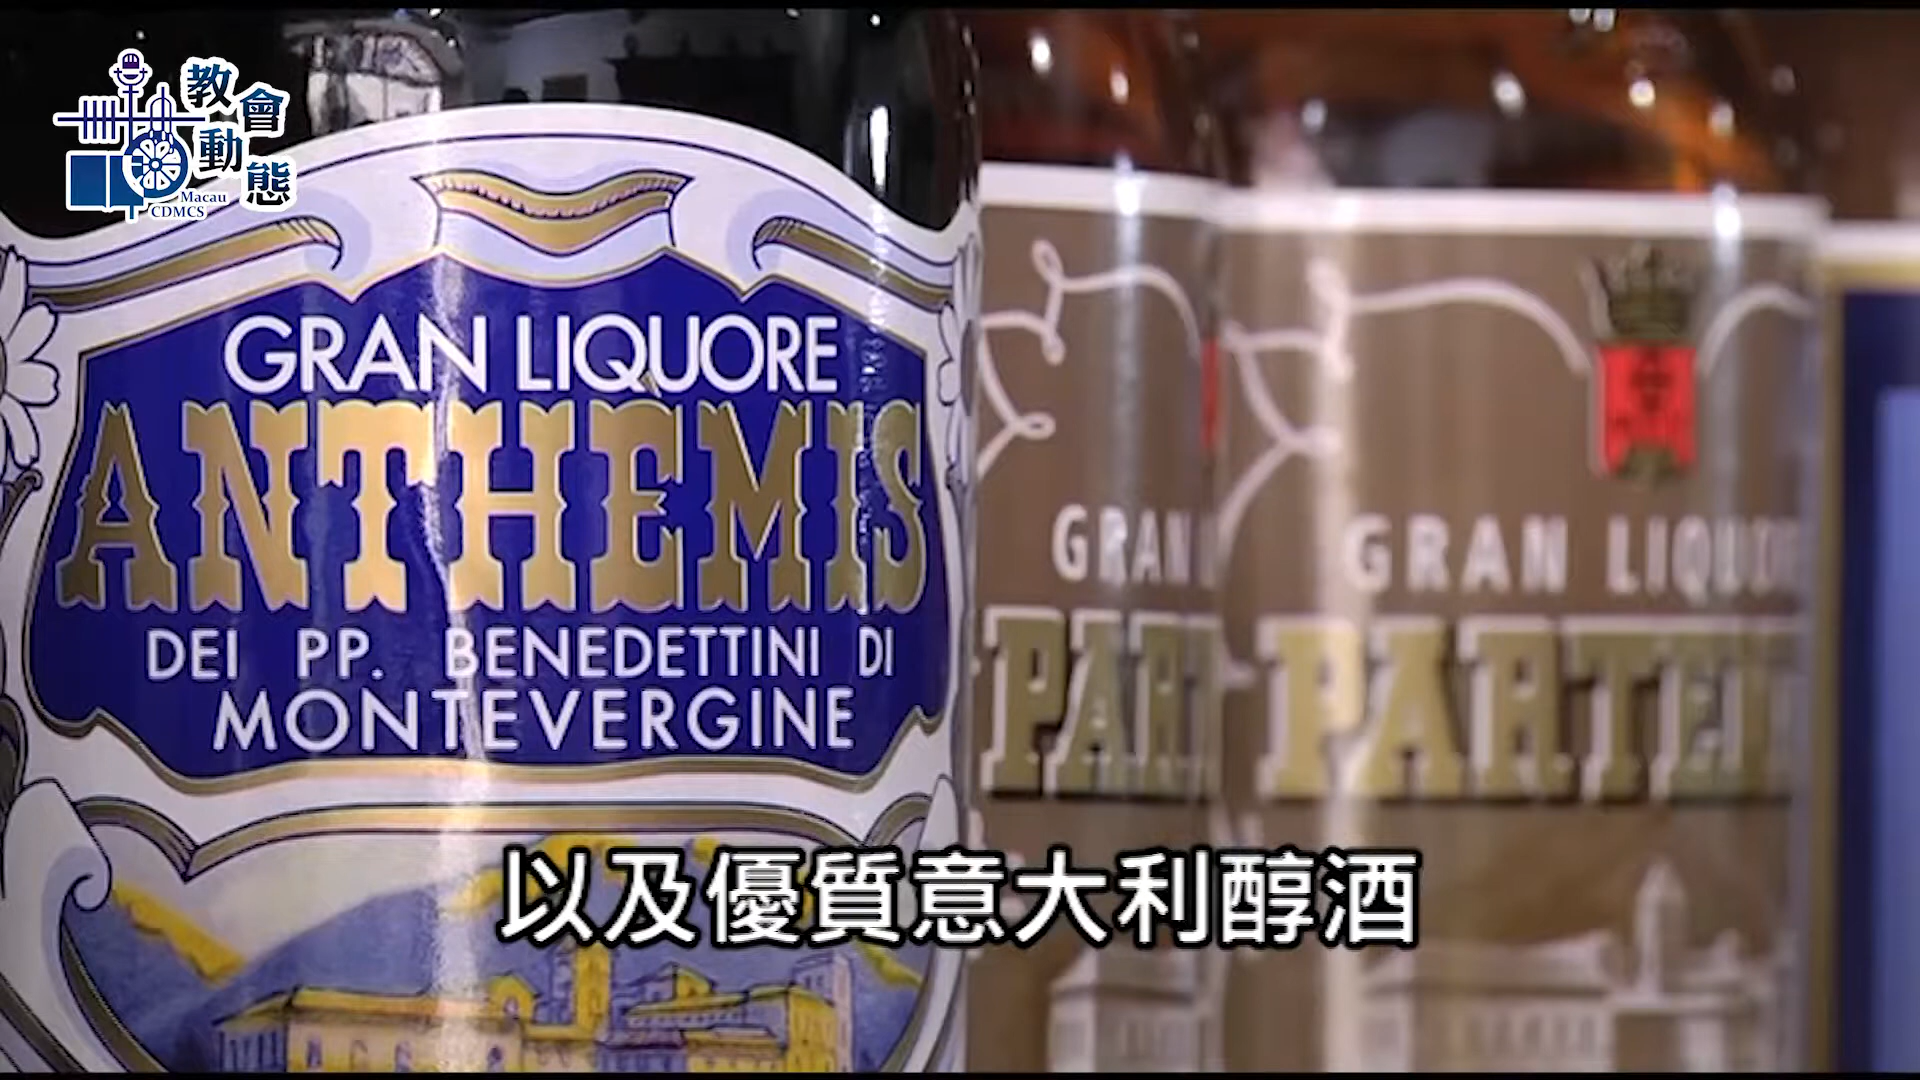 教會
動態
Macau
CDMCS
GRAN LIQUORE
ANTHEMIS
DEI PP. BENEDETTINI DI
MONTEVERGINE
GRAN
GRAN LIQUORE
以及優質意大利醇酒